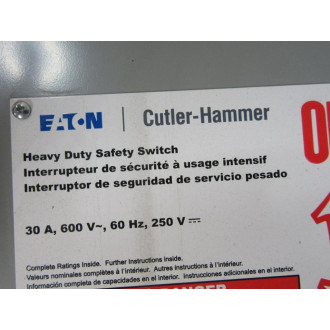 EATON | Cutler-Hammer
Heavy Duty Safety Switch
Interrupteur de sécurité à usage intensif
Interruptor de seguridad de servicio pesado
30 A, 600 V~, 60 Hz, 250 V ⎓
Complete Ratings Inside. Further Instructions Inside.
Valeurs nominales complètes à l'intérieur. Autres instructions à l'intérieur.
Información completa de capacidades en el interior. Instrucciones adicionales en el interior.